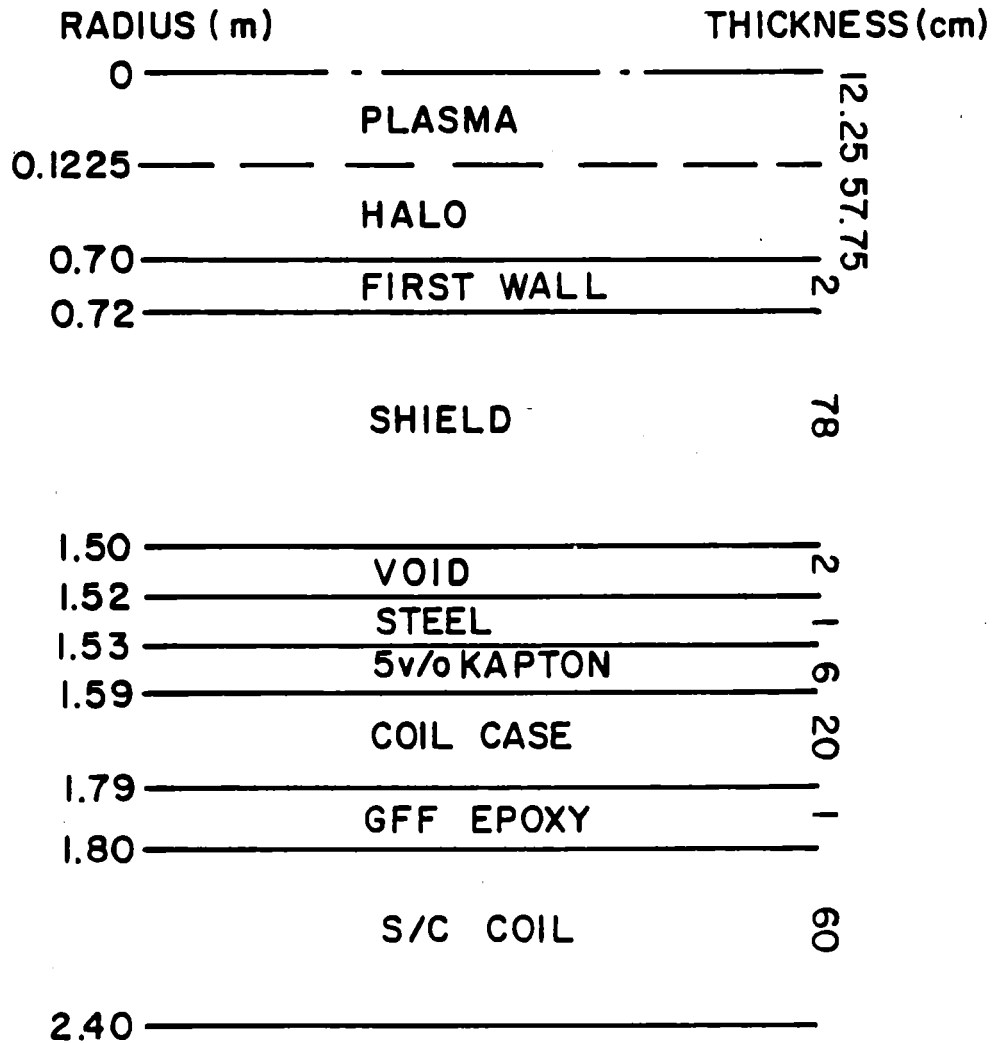 RADIUS (m) THICKNESS (cm)
0
PLASMA 12.25
0.1225
HALO 57.75
0.70
FIRST WALL 2
0.72
SHIELD 78
1.50
VOID 2
1.52
STEEL 1
1.53
5v/o KAPTON 6
1.59
COIL CASE 20
1.79
GFF EPOXY 1
1.80
S/C COIL 60
2.40